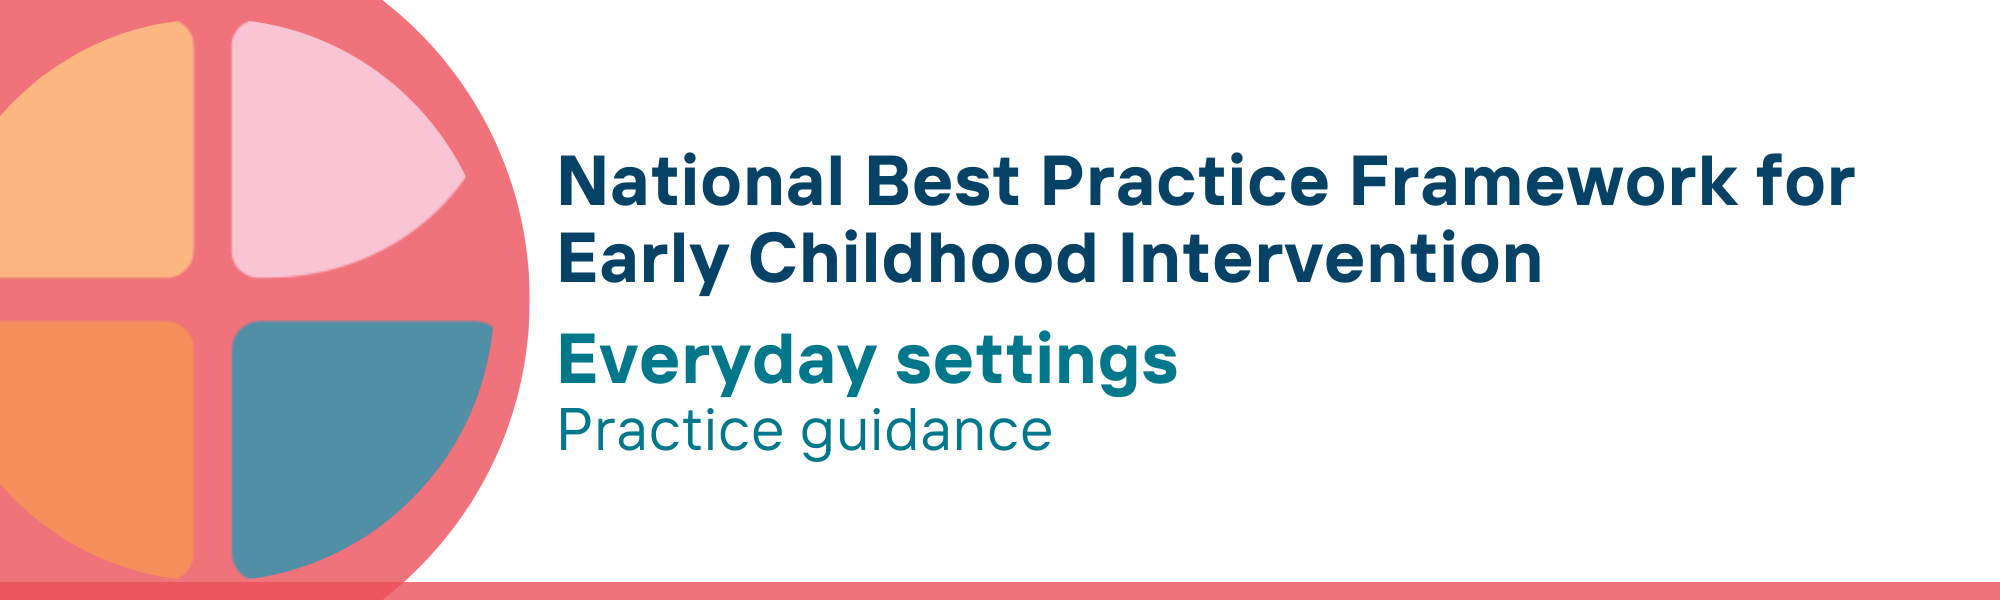 National Best Practice Framework for
Early Childhood Intervention
Everyday settings
Practice guidance